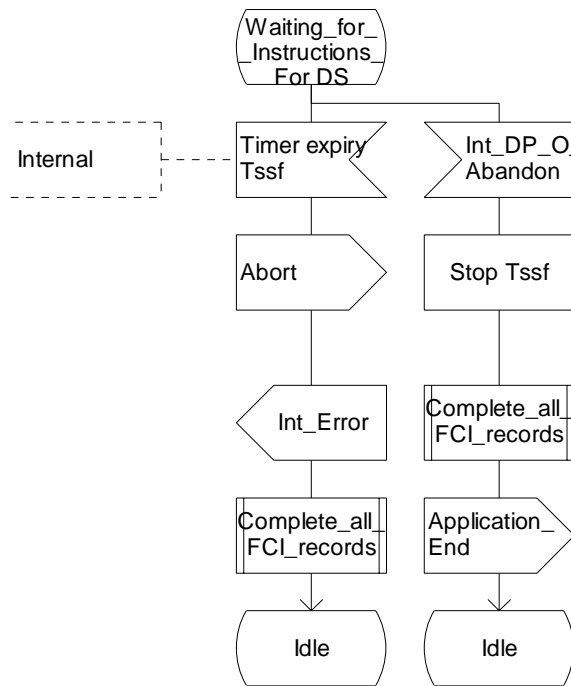 Waiting_for_
_Instructions_
For DS
Internal
Timer expiry
Tssf
Int_DP_O_
Abandon
Abort
Stop Tssf
Int_Error
Complete_all_
FCI_records
Complete_all_
FCI_records
Application_
End
Idle
Idle